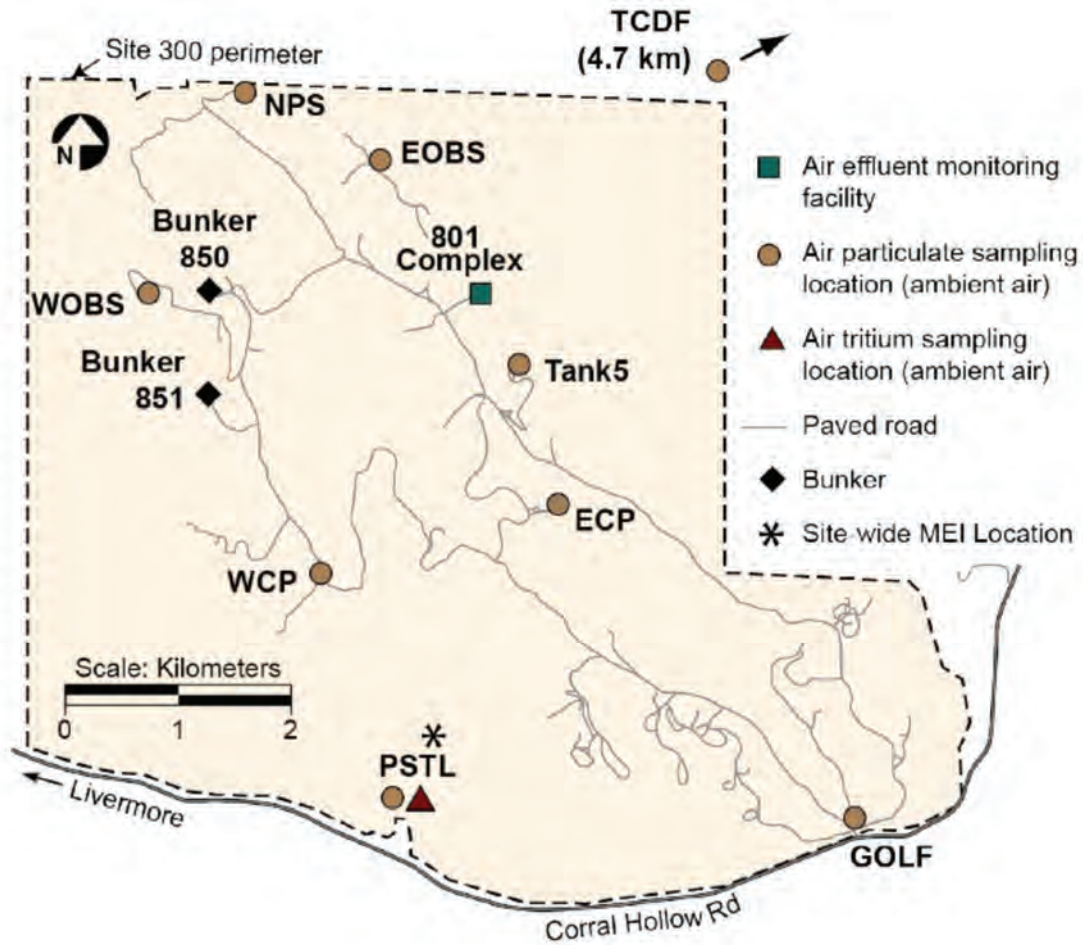 TCDF
(4.7 km)
Site 300 perimeter
NPS
N
EOBS
Air effluent monitoring
facility
Bunker
850
801
Complex
Air particulate sampling
location (ambient air)
WOBS
Air tritium sampling
location (ambient air)
Bunker
851
Tank5
Paved road
Bunker
ECP
Site-wide MEI Location
WCP
Scale: Kilometers
0 1 2
PSTL
Livermore
GOLF
Corral Hollow Rd